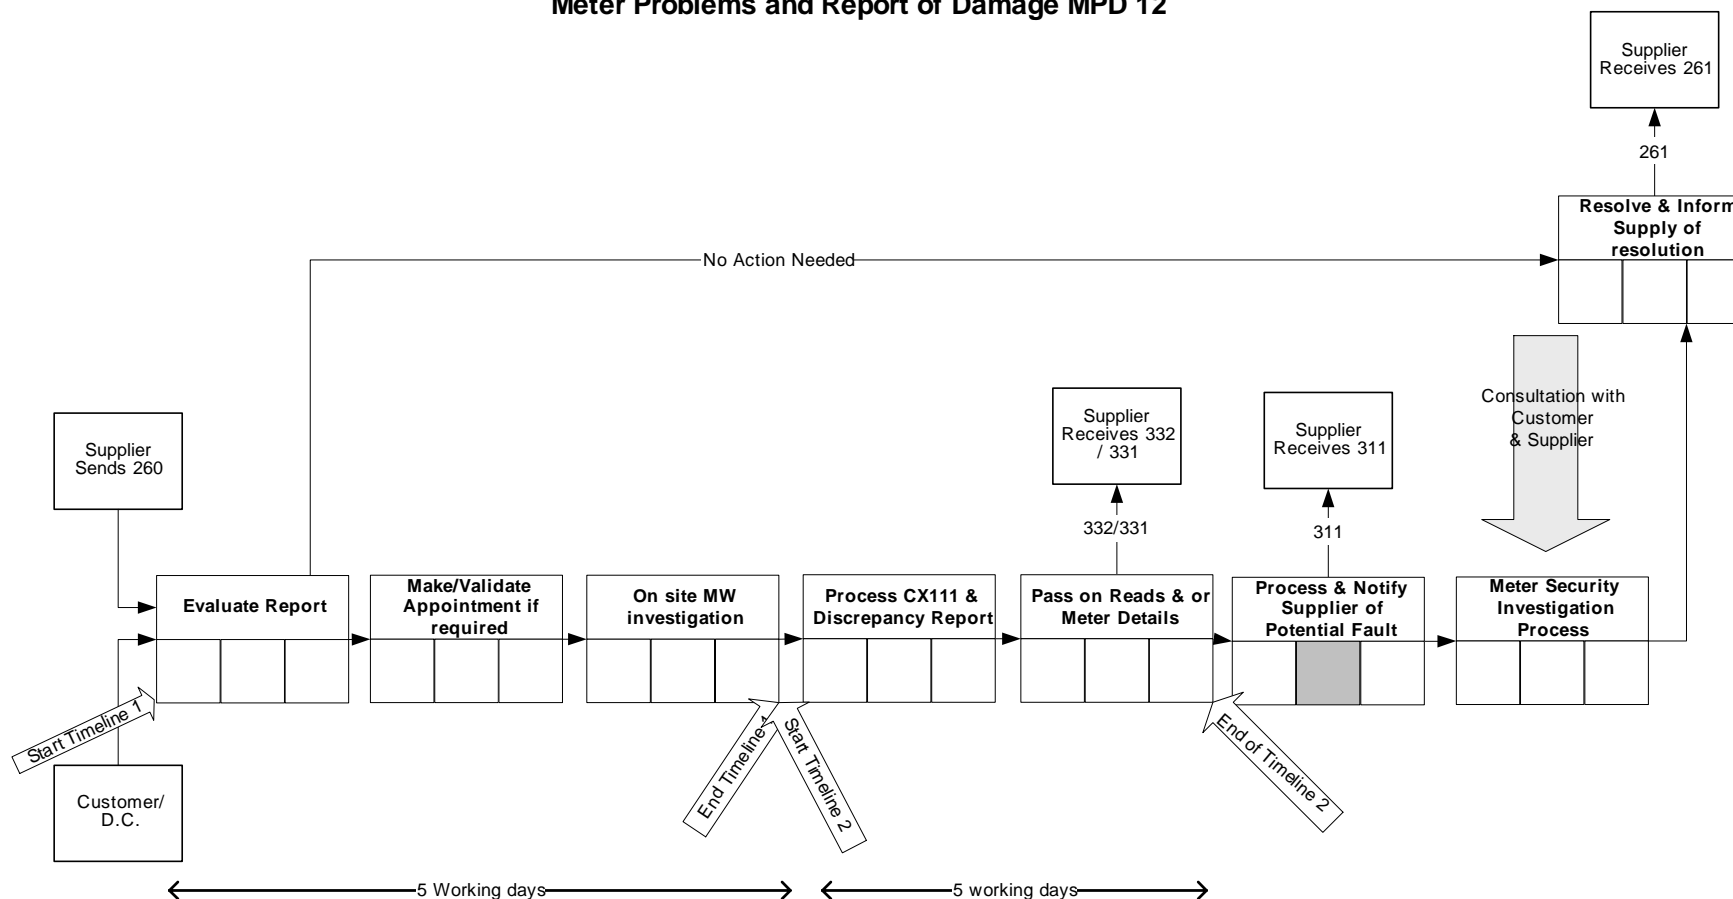 Meter Problems and Report of Damage MPD 12
Supplier
Receives 261
261
Resolve & Inform
Supply of
resolution
No Action Needed
Consultation with
Customer
& Supplier
Supplier
Sends 260
Supplier
Receives 332
/ 331
Supplier
Receives 311
332/331
311
Evaluate Report
Make/Validate
Appointment if
required
On site MW
investigation
Process CX111 &
Discrepancy Report
Pass on Reads & or
Meter Details
Process & Notify
Supplier of
Potential Fault
Meter Security
Investigation
Process
Start Timeline 1
End Timeline 1
Start Timeline 2
End of Timeline 2
Customer/
D.C.
5 Working days
5 working days